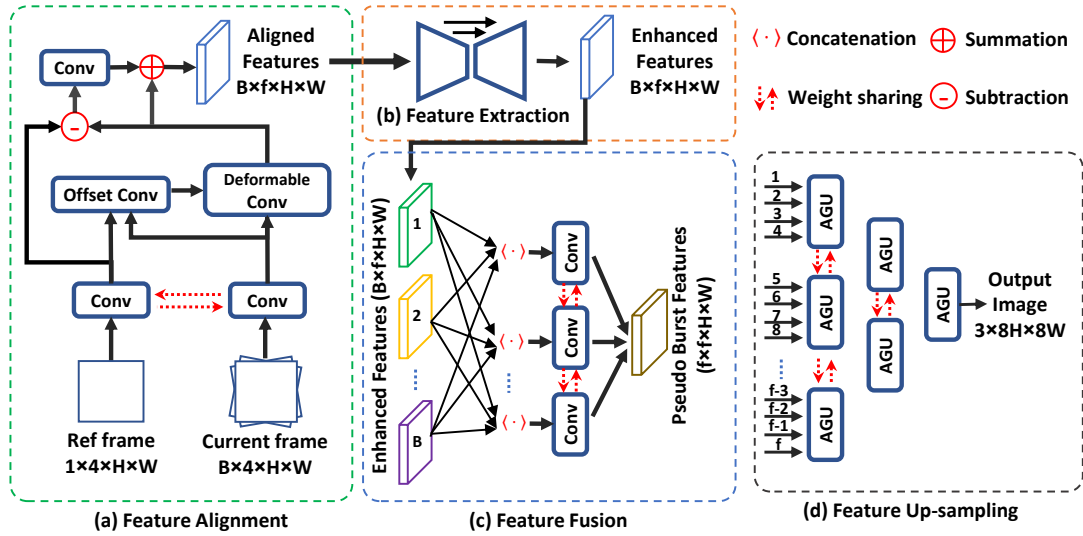 Conv
Aligned
Features
B×f×H×W
Enhanced
Features
B×f×H×W
(b) Feature Extraction
⟨·⟩ Concatenation
+ Summation
Weight sharing
- Subtraction
-
Offset Conv
Deformable
Conv
Conv
Conv
Ref frame
1×4×H×W
Current frame
B×4×H×W
(a) Feature Alignment
Enhanced Features (B×f×H×W)
1
2
B
⟨·⟩
⟨·⟩
⟨·⟩
Conv
Conv
Conv
Pseudo Burst Features
(f×f×H×W)
(c) Feature Fusion
1
2
3
4
5
6
7
8
f-3
f-2
f-1
f
AGU
AGU
AGU
AGU
AGU
AGU
Output
Image
3×8H×8W
(d) Feature Up-sampling